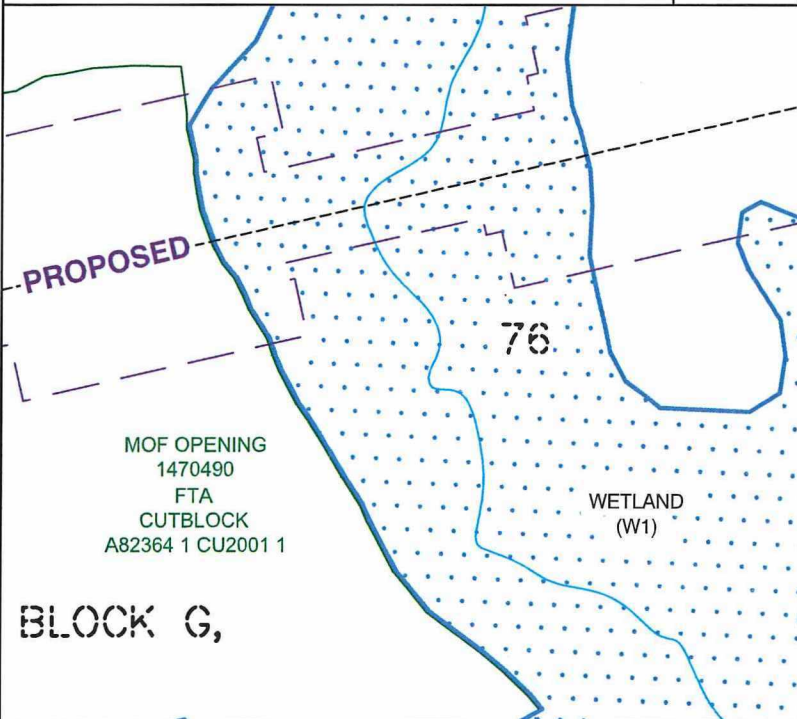 PROPOSED
76
MOF OPENING
1470490
FTA
CUTBLOCK
A82364 1 CU2001 1
WETLAND
(W1)
BLOCK G,